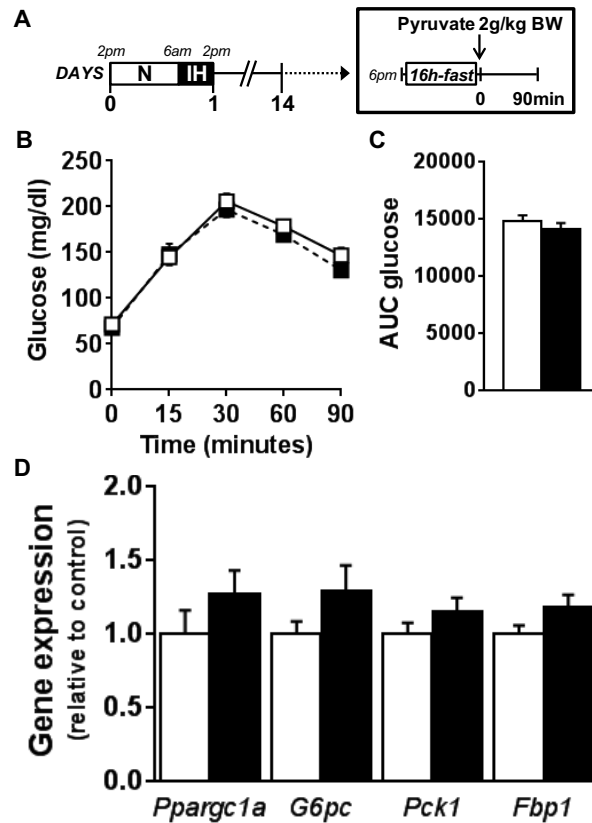 A
Pyruvate 2g/kg BW
2pm 6am 2pm
DAYS N IH
6pm 16h-fast
0 1 14
0 90min
B
Glucose (mg/dl)
250
200
150
100
50
0
0 15 30 60 90
Time (minutes)
C
AUC glucose
20000
15000
10000
5000
0
D
Gene expression
(relative to control)
2.0
1.5
1.0
0.5
0.0
Ppargc1a G6pc Pck1 Fbp1